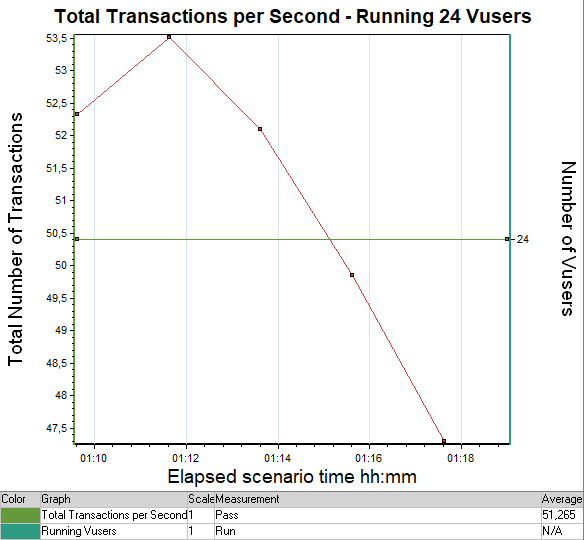 Total Transactions per Second - Running 24 Vusers
53,5
53
52,5
52
51,5
51
50,5
50
49,5
49
48,5
48
47,5
Total Number of Transactions
24
Number of Vusers
01:10 01:12 01:14 01:16 01:18
Elapsed scenario time hh:mm
Color Graph Scale Measurement Average
Total Transactions per Second 1 Pass 51,265
Running Vusers 1 Run N/A